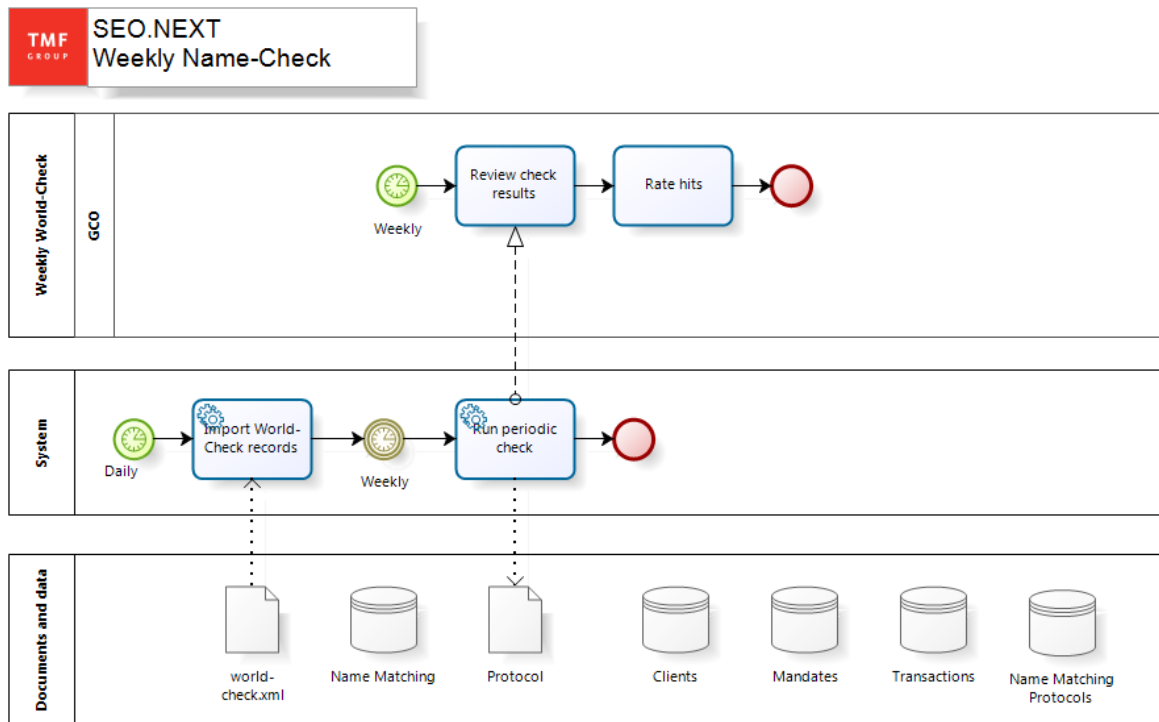 TMF
GROUP
SEO.NEXT
Weekly Name-Check
Weekly World-Check
GCO
Weekly
Review check
results
Rate hits
System
Daily
Import World-
Check records
Weekly
Run periodic
check
Documents and data
world-
check.xml
Name Matching
Protocol
Clients
Mandates
Transactions
Name Matching
Protocols